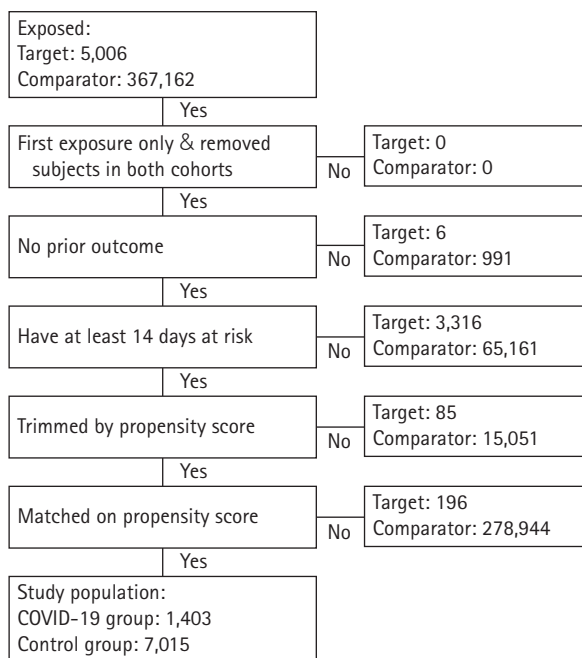 Exposed:
Target: 5,006
Comparator: 367,162
Yes
First exposure only & removed
subjects in both cohorts
No
Target: 0
Comparator: 0
Yes
No prior outcome
No
Target: 6
Comparator: 991
Yes
Have at least 14 days at risk
No
Target: 3,316
Comparator: 65,161
Yes
Trimmed by propensity score
No
Target: 85
Comparator: 15,051
Yes
Matched on propensity score
No
Target: 196
Comparator: 278,944
Yes
Study population:
COVID-19 group: 1,403
Control group: 7,015